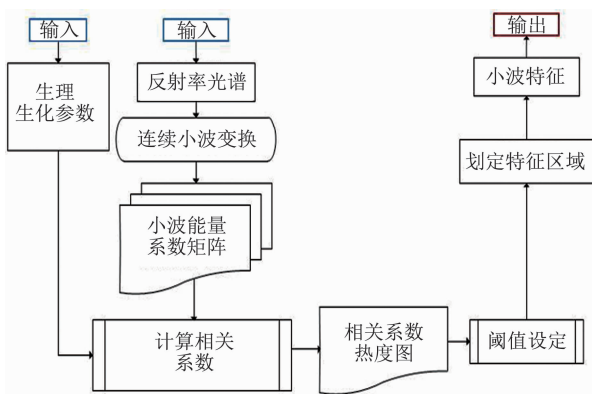 输入
输入
输出
生理
生化参数
反射率光谱
小波特征
连续小波变换
划定特征区域
小波能量
系数矩阵
计算相关
系数
相关系数
热度图
阈值设定